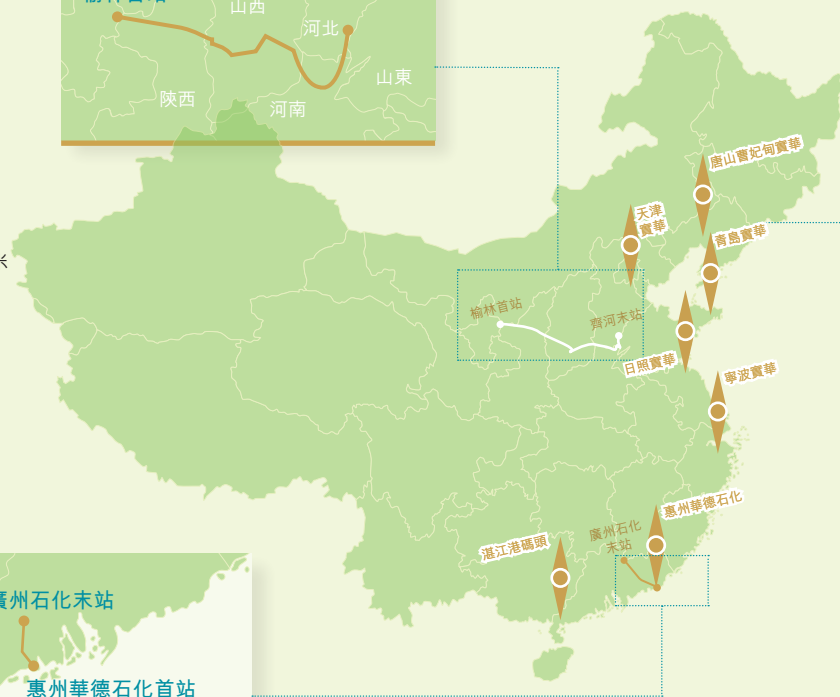 山西
河北
山東
陝西
河南
唐山曹妃甸實華
天津
實華
青島實華
米
榆林首站
齊河末站
日照實華
寧波實華
惠州華德石化
廣州石化
末站
湛江港碼頭
廣州石化末站
惠州華德石化首站